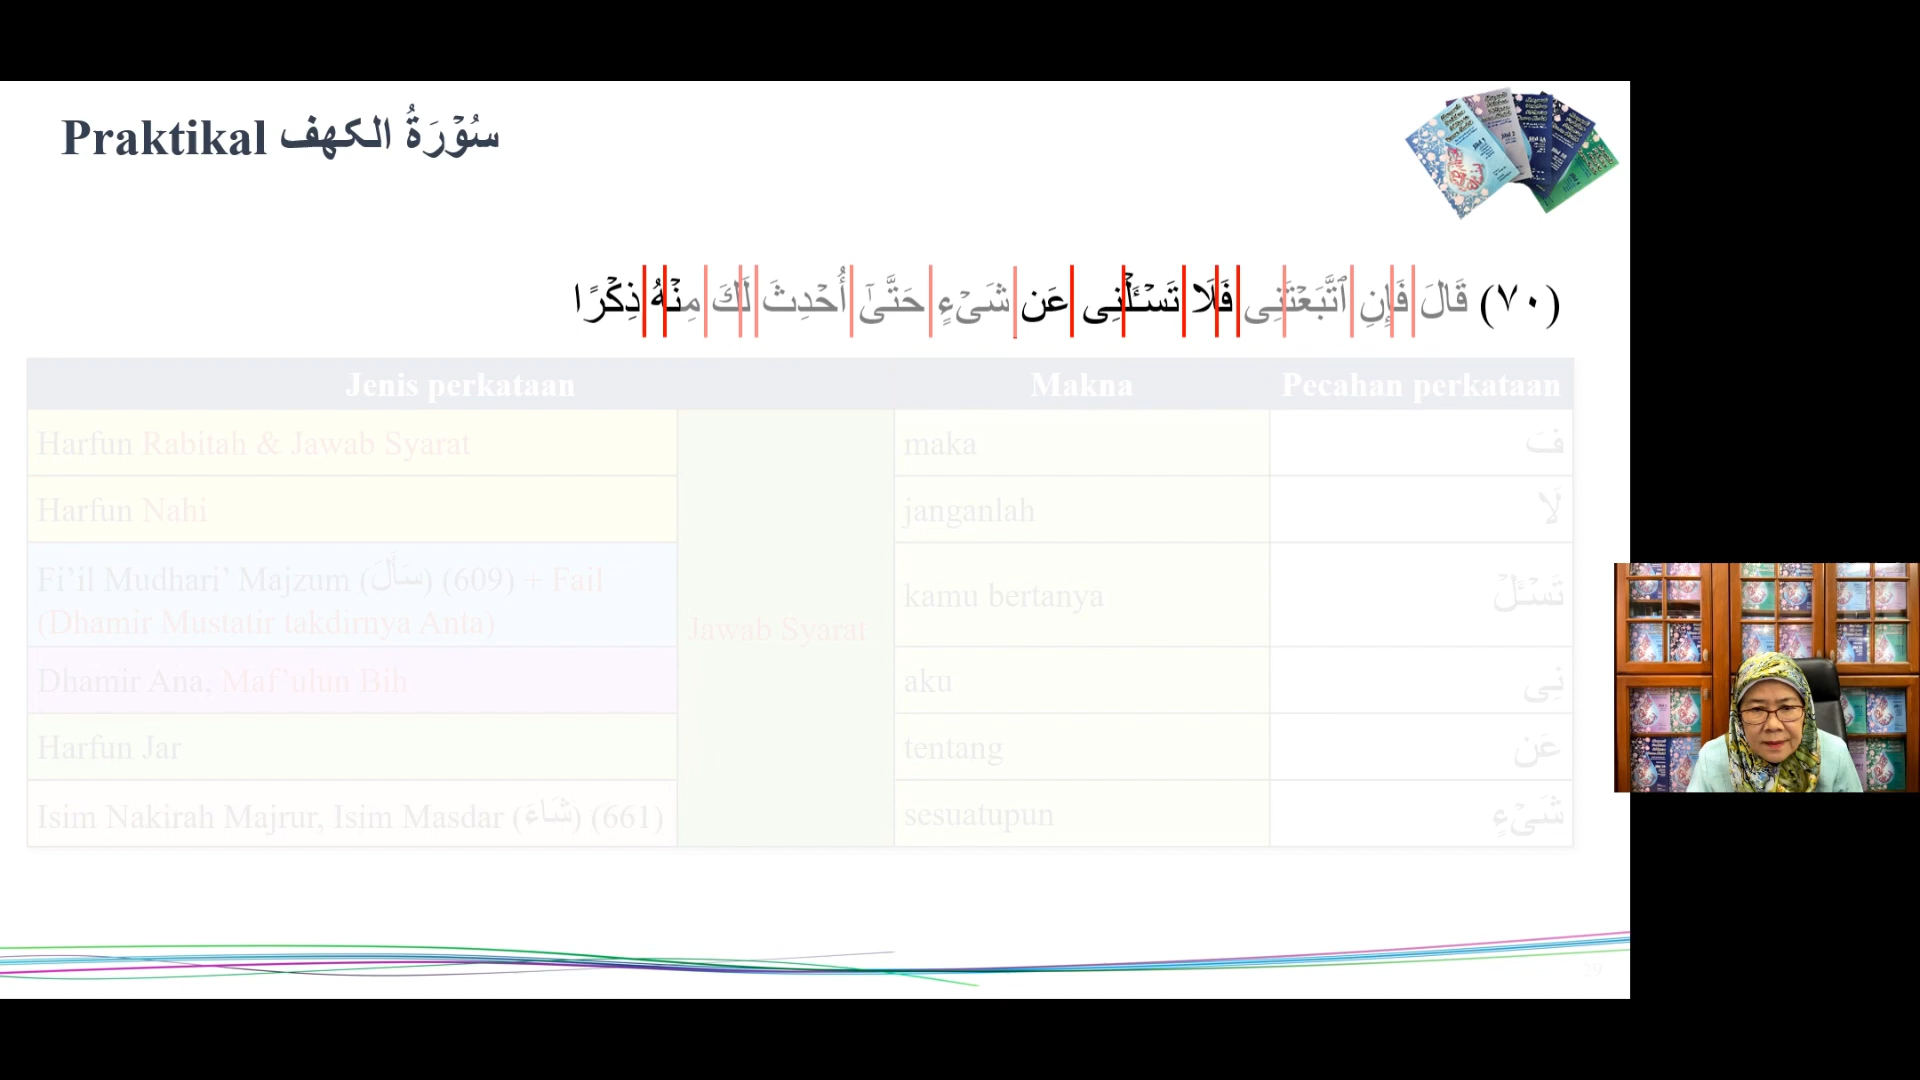 Praktikal سُوْرَةُ الكهف
(٧٠) قَالَ فَإِنِ ٱتَّبَعْتَنِى فَلَا تَسْـَٔلْنِى عَن شَىْءٍ حَتَّىٰٓ أُحْدِثَ لَكَ مِنْهُ ذِكْرًا
Jenis perkataan Makna Pecahan perkataan
Harfun Rabitah & Jawab Syarat maka فَ
Harfun Nahi janganlah لَا
Fi’il Mudhari’ Majzum (سَأَلَ) (609) + Fail
(Dhamir Mustatir takdirnya Anta) kamu bertanya تَسْـَٔلْ
Jawab Syarat
Dhamir Ana, Maf’ulun Bih aku نِى
Harfun Jar tentang عَن
Isim Nakirah Majrur, Isim Masdar (شَاءَ) (661) sesuatupun شَىْءٍ
29